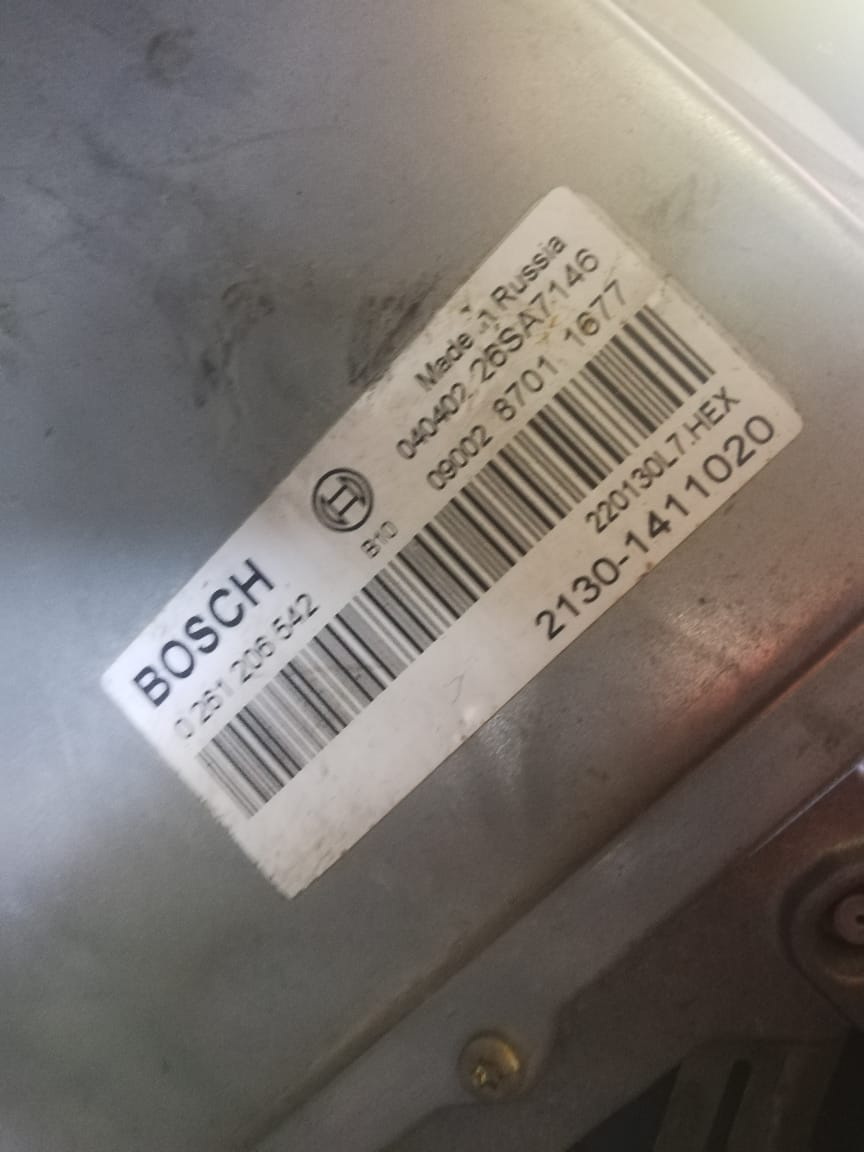 Made in Russia
040402 26SA7146
09002 8701 1677
BOSCH
0 261 206 542
B10
220130L7.HEX
2130-1411020